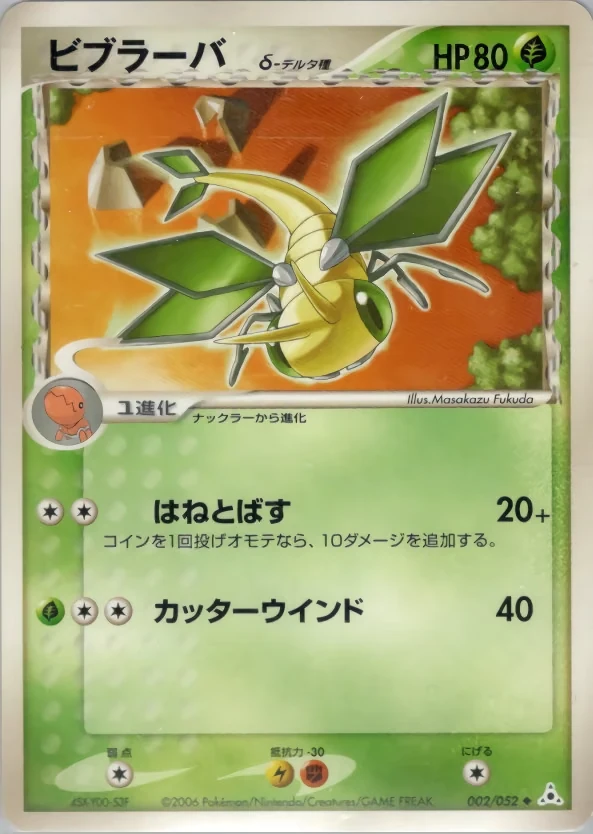 ビブラーバ δ-デルタ種 HP80
Illus.Masakazu Fukuda
1進化 ナックラーから進化
はねとばす 20+
コインを1回投げオモテなら、10ダメージを追加する。
カッターウインド 40
弱点 抵抗力 -30 にげる
©2006 Pokémon/Nintendo/Creatures/GAME FREAK 002/052 ◆